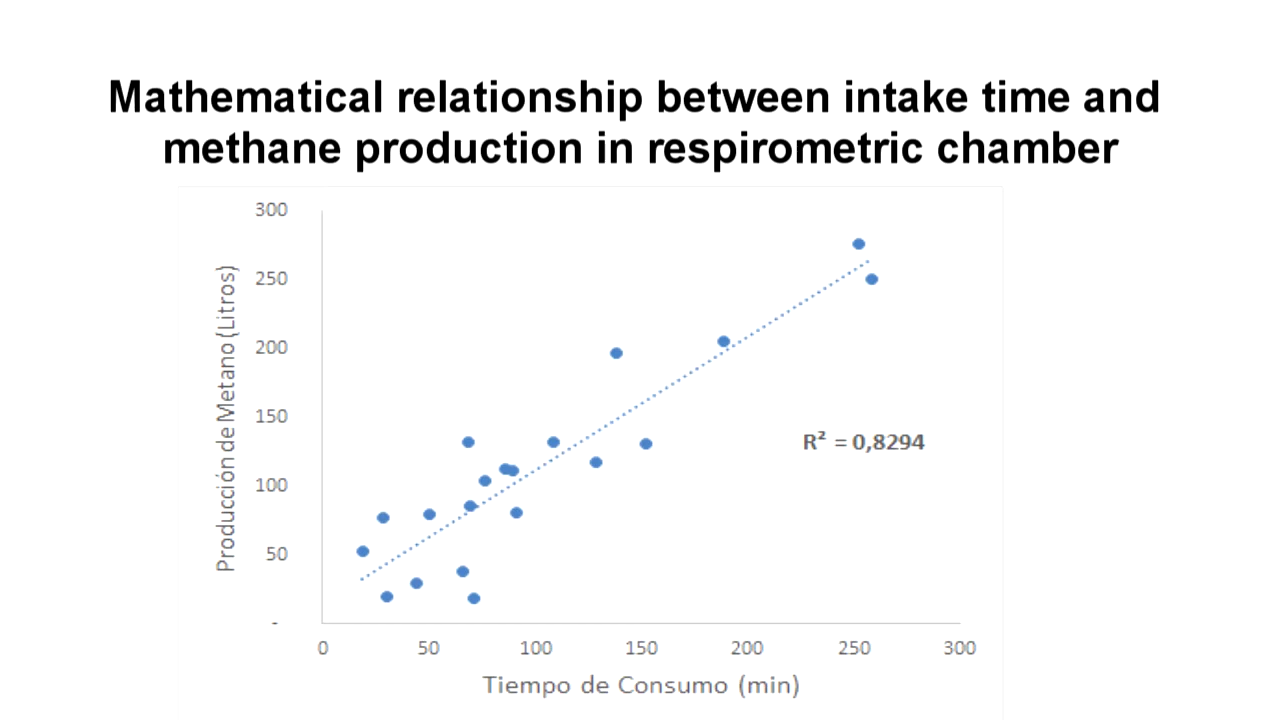 Mathematical relationship between intake time and
methane production in respirometric chamber
300
250
200
150
100
50
-
Producción de Metano (Litros)
R² = 0,8294
0 50 100 150 200 250 300
Tiempo de Consumo (min)